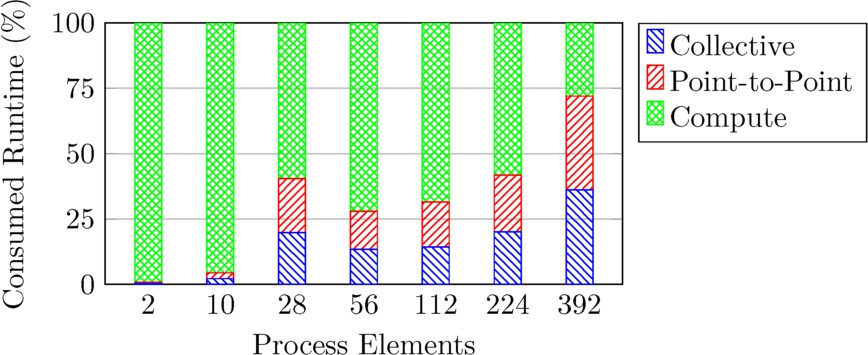 Consumed Runtime (%)
100
75
50
25
0
2 10 28 56 112 224 392
Process Elements
Collective
Point-to-Point
Compute